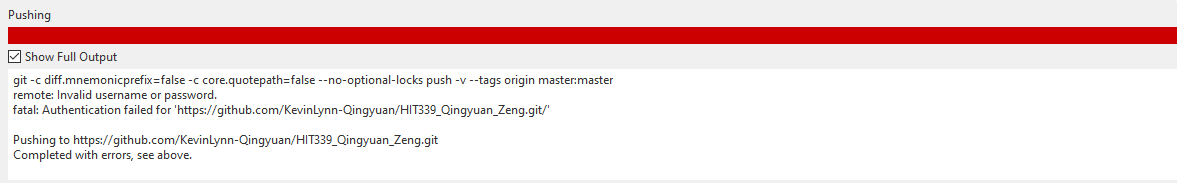 Pushing
Show Full Output
git -c diff.mnemonicprefix=false -c core.quotepath=false --no-optional-locks push -v --tags origin master:master
remote: Invalid username or password.
fatal: Authentication failed for 'https://github.com/KevinLynn-Qingyuan/HIT339_Qingyuan_Zeng.git/'
Pushing to https://github.com/KevinLynn-Qingyuan/HIT339_Qingyuan_Zeng.git
Completed with errors, see above.